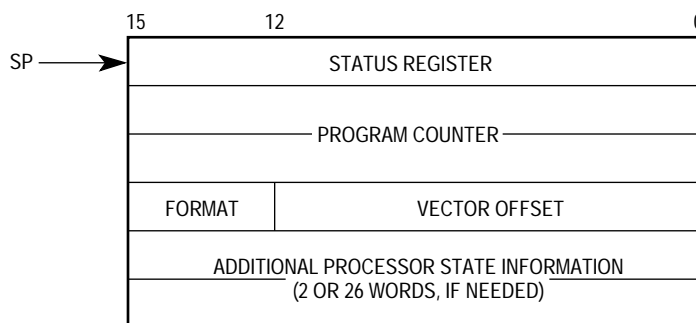 15 12
SP
STATUS REGISTER
PROGRAM COUNTER
FORMAT VECTOR OFFSET
ADDITIONAL PROCESSOR STATE INFORMATION
(2 OR 26 WORDS, IF NEEDED)